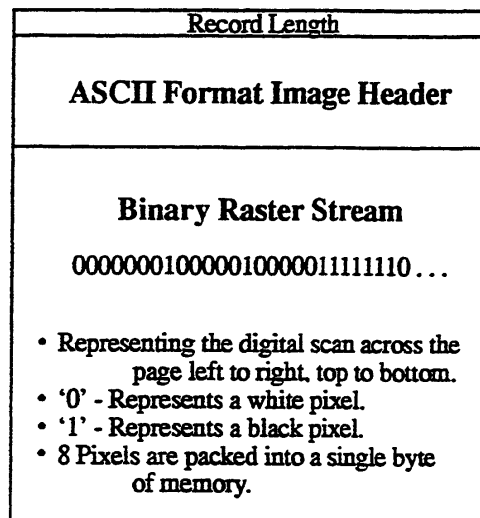 Record Length
ASCII Format Image Header
Binary Raster Stream
00000001000001000001111110 . . .
• Representing the digital scan across the
page left to right, top to bottom.
• ‘0’ - Represents a white pixel.
• ‘1’ - Represents a black pixel.
• 8 Pixels are packed into a single byte
of memory.